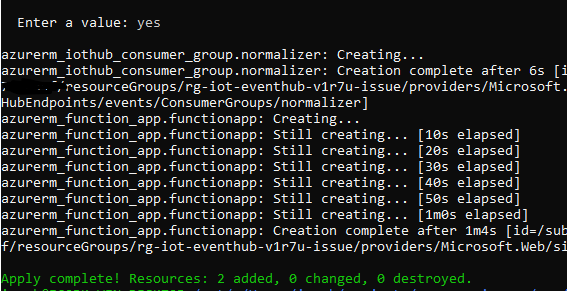 Enter a value: yes
azurerm_iothub_consumer_group.normalizer: Creating...
azurerm_iothub_consumer_group.normalizer: Creation complete after 6s [i
/resourceGroups/rg-iot-eventhub-v1r7u-issue/providers/Microsoft.
HubEndpoints/events/ConsumerGroups/normalizer]
azurerm_function_app.functionapp: Creating...
azurerm_function_app.functionapp: Still creating... [10s elapsed]
azurerm_function_app.functionapp: Still creating... [20s elapsed]
azurerm_function_app.functionapp: Still creating... [30s elapsed]
azurerm_function_app.functionapp: Still creating... [40s elapsed]
azurerm_function_app.functionapp: Still creating... [50s elapsed]
azurerm_function_app.functionapp: Still creating... [1m0s elapsed]
azurerm_function_app.functionapp: Creation complete after 1m4s [id=/sub
f/resourceGroups/rg-iot-eventhub-v1r7u-issue/providers/Microsoft.Web/si
Apply complete! Resources: 2 added, 0 changed, 0 destroyed.